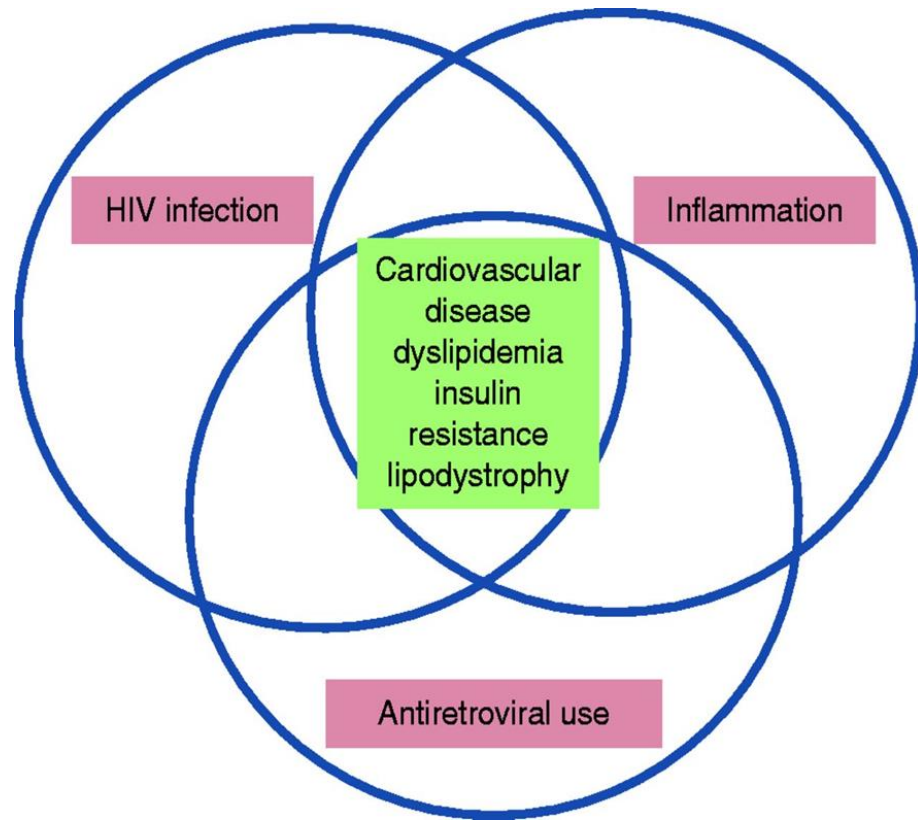 HIV infection
Inflammation
Cardiovascular
disease
dyslipidemia
insulin
resistance
lipodystrophy
Antiretroviral use